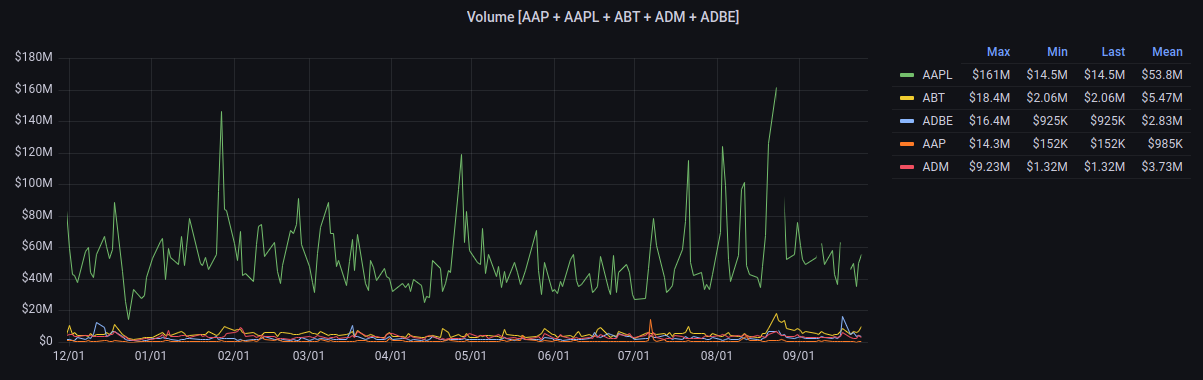 Volume [AAP + AAPL + ABT + ADM + ADBE]
$180M
$160M
$140M
$120M
$100M
$80M
$60M
$40M
$20M
$0
12/01 01/01 02/01 03/01 04/01 05/01 06/01 07/01 08/01 09/01
Max Min Last Mean
AAPL $161M $14.5M $14.5M $53.8M
ABT $18.4M $2.06M $2.06M $5.47M
ADBE $16.4M $925K $925K $2.83M
AAP $14.3M $152K $152K $985K
ADM $9.23M $1.32M $1.32M $3.73M